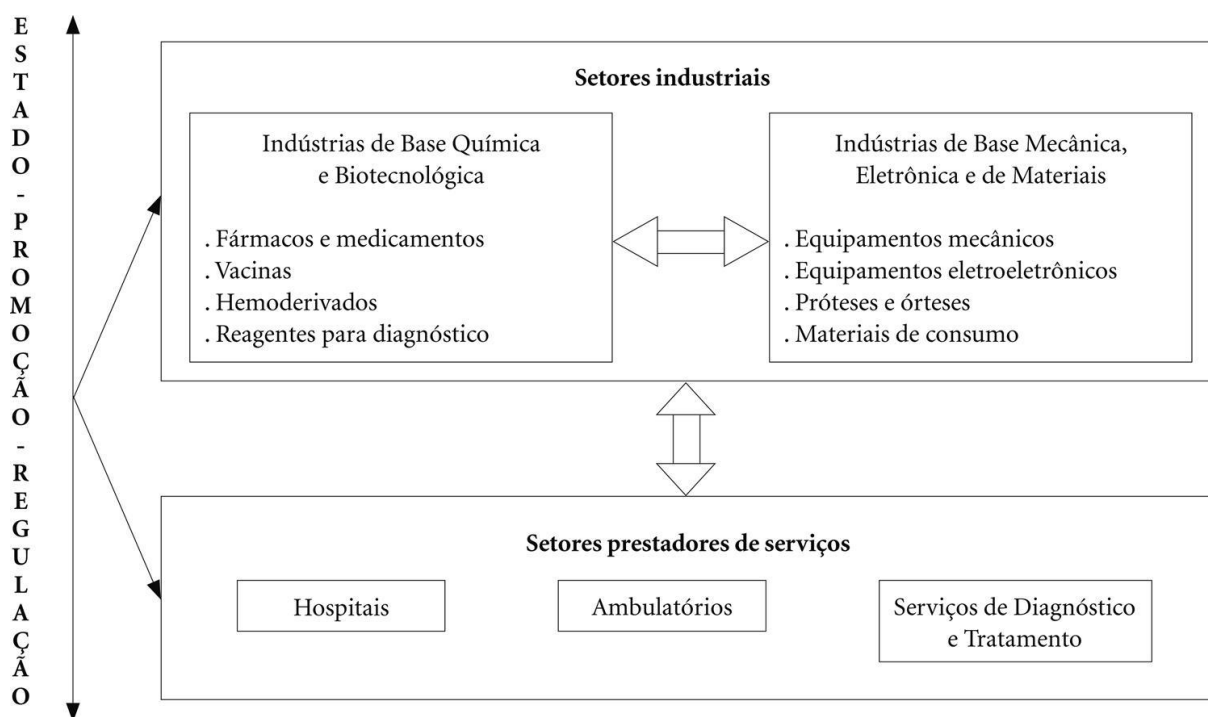 ESTADO-PROMOÇÃO-REGULAÇÃO
Setores industriais
Indústrias de Base Química
e Biotecnológica
. Fármacos e medicamentos
. Vacinas
. Hemoderivados
. Reagentes para diagnóstico
Indústrias de Base Mecânica,
Eletrônica e de Materiais
. Equipamentos mecânicos
. Equipamentos eletroeletrônicos
. Próteses e órteses
. Materiais de consumo
Setores prestadores de serviços
Hospitais
Ambulatórios
Serviços de Diagnóstico
e Tratamento